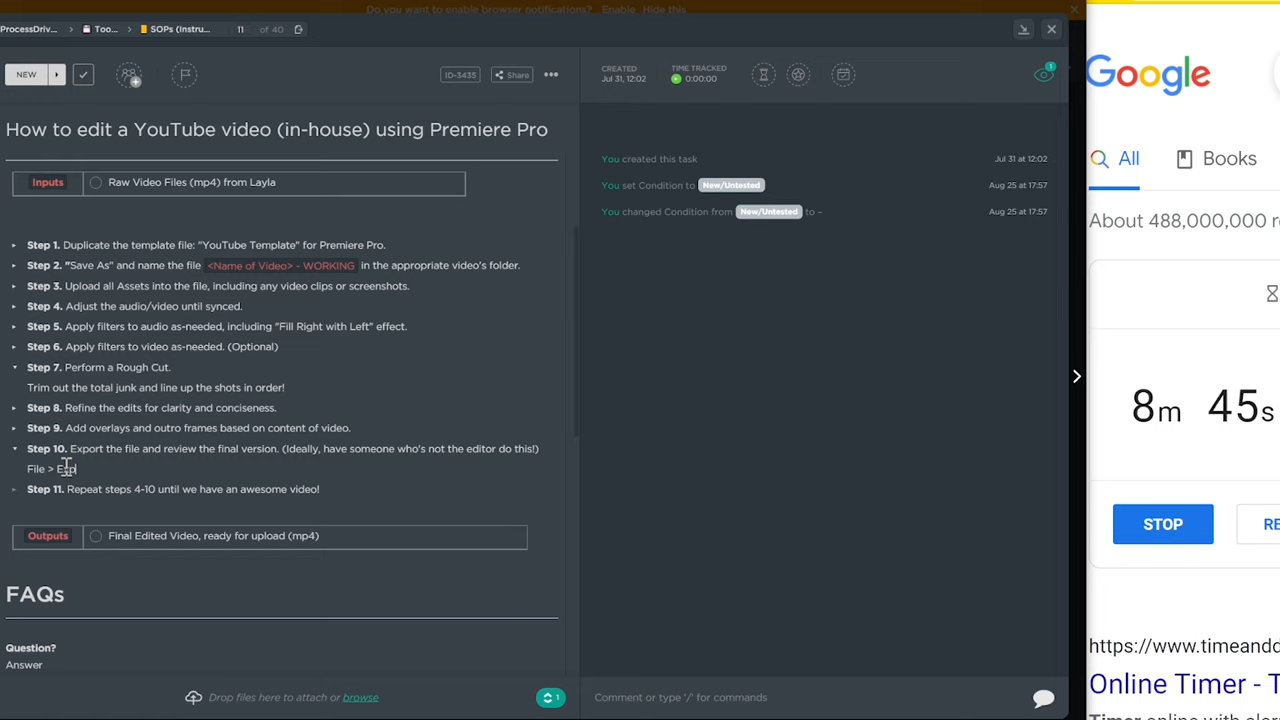 Do you want to enable browser notifications? Enable Hide this
ProcessDriv... > Too... > SOPs (Instru... 11 of 40
NEW
ID-3435
Share
CREATED
Jul 31, 12:02
TIME TRACKED
0:00:00
1
How to edit a YouTube video (in-house) using Premiere Pro
Inputs Raw Video Files (mp4) from Layla
Step 1. Duplicate the template file: "YouTube Template" for Premiere Pro.
Step 2. "Save As" and name the file <Name of Video> - WORKING in the appropriate video's folder.
Step 3. Upload all Assets into the file, including any video clips or screenshots.
Step 4. Adjust the audio/video until synced.
Step 5. Apply filters to audio as-needed, including "Fill Right with Left" effect.
Step 6. Apply filters to video as-needed. (Optional)
Step 7. Perform a Rough Cut.
Trim out the total junk and line up the shots in order!
Step 8. Refine the edits for clarity and conciseness.
Step 9. Add overlays and outro frames based on content of video.
Step 10. Export the file and review the final version. (Ideally, have someone who's not the editor do this!)
File > Exp
Step 11. Repeat steps 4-10 until we have an awesome video!
Outputs Final Edited Video, ready for upload (mp4)
FAQs
Question?
Answer
Drop files here to attach or browse
1
You created this task Jul 31 at 12:02
You set Condition to New/Untested Aug 25 at 17:57
You changed Condition from New/Untested to – Aug 25 at 17:57
Comment or type '/' for commands
Google
All Books
About 488,000,000 r
8m 45s
STOP RE
https://www.timeandd
Online Timer - T
Timer online with alarm